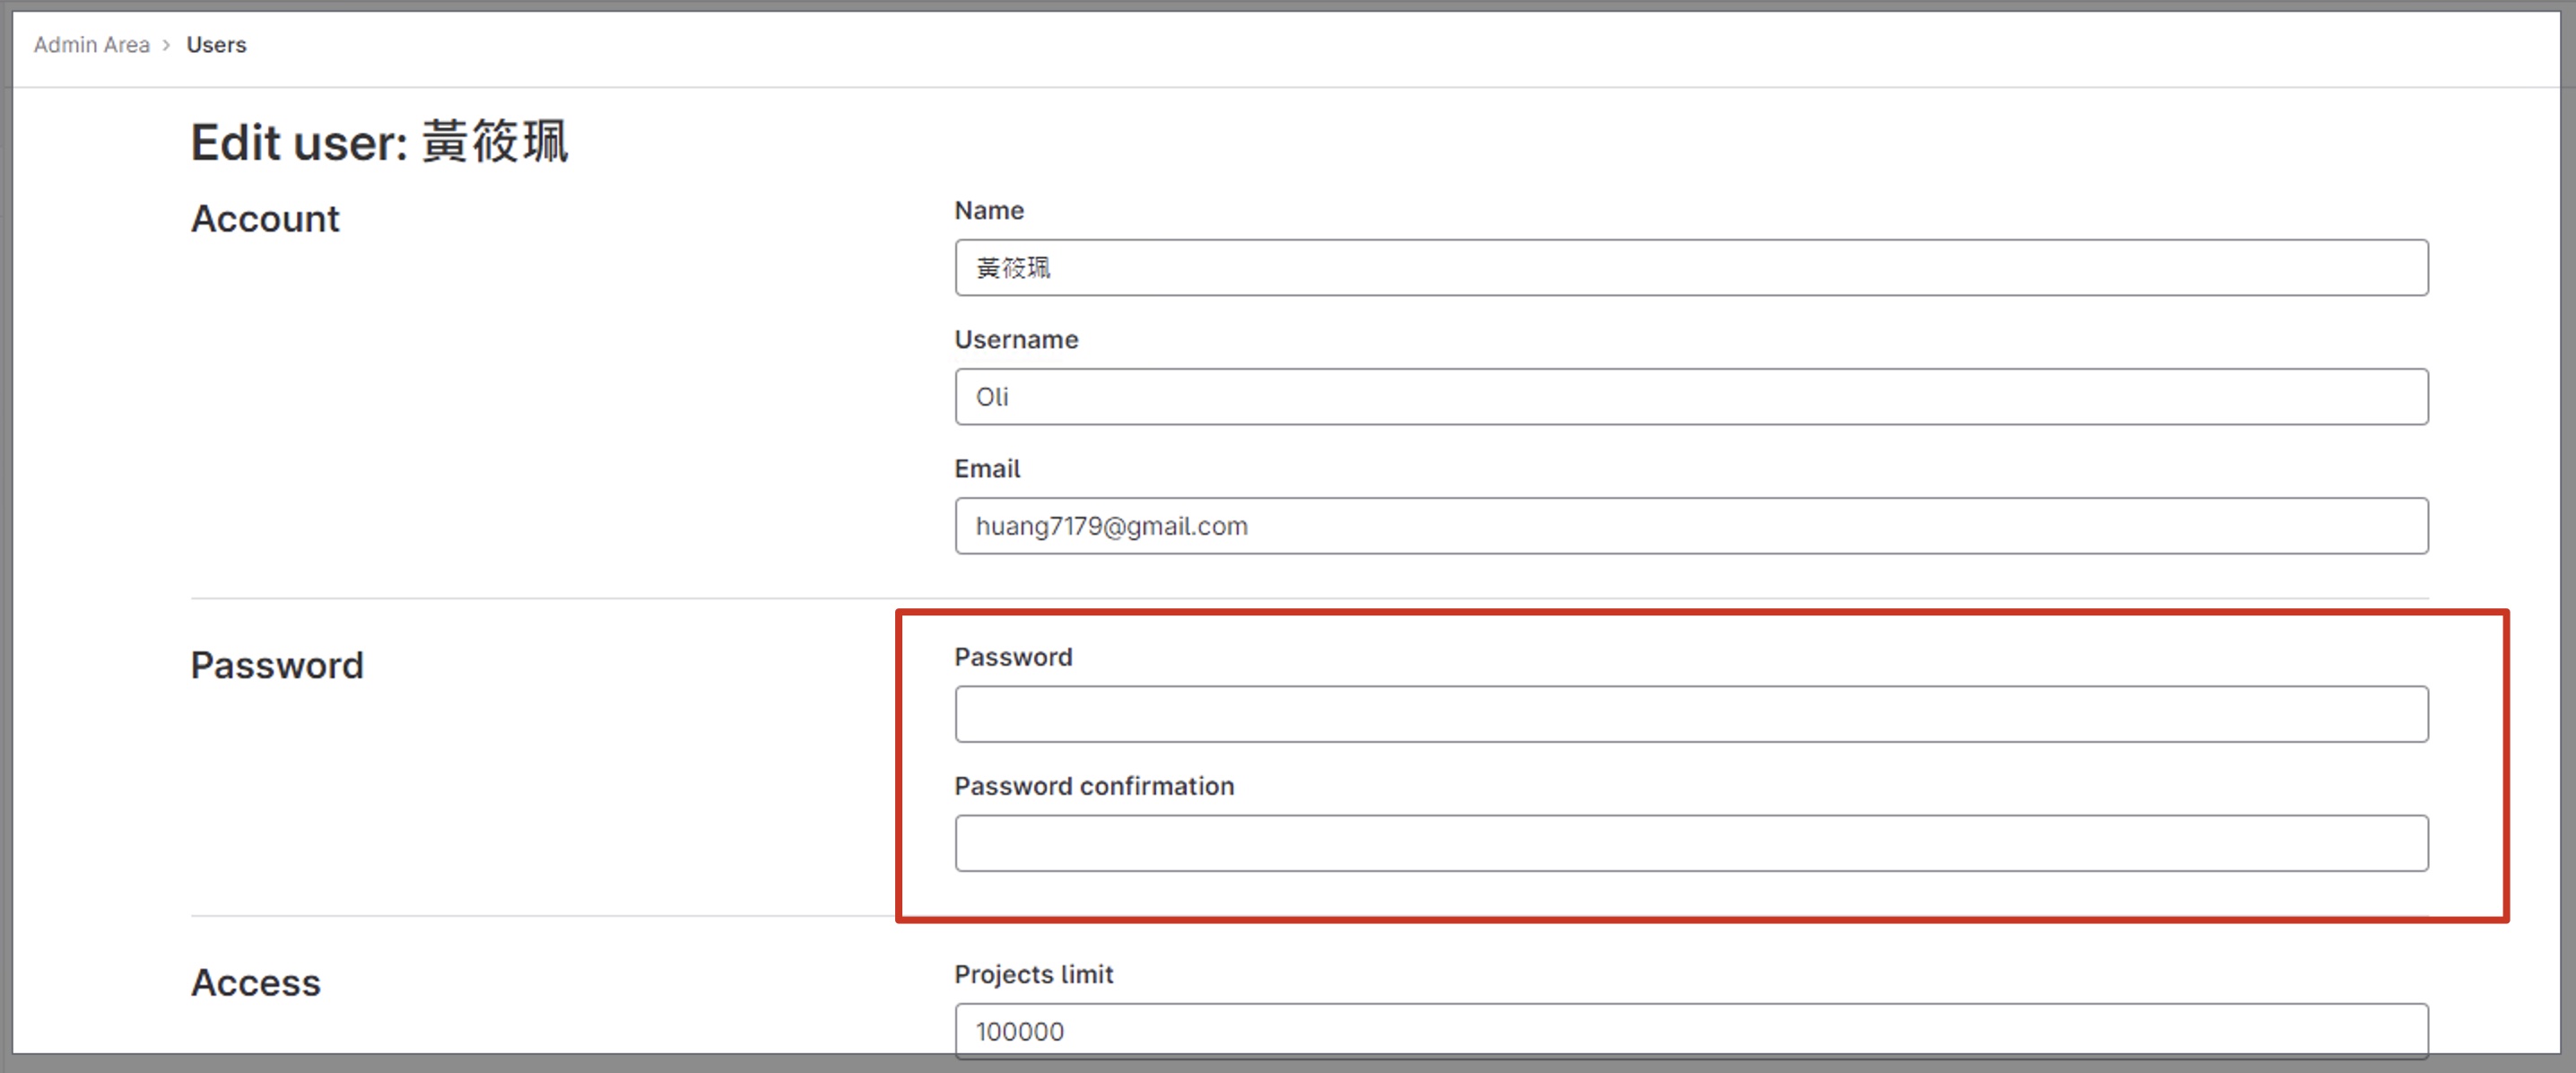 Admin Area > Users
Edit user: 黃筱珮
Account
Name
黃筱珮
Username
Oli
Email
huang7179@gmail.com
Password
Password
Password confirmation
Access
Projects limit
100000